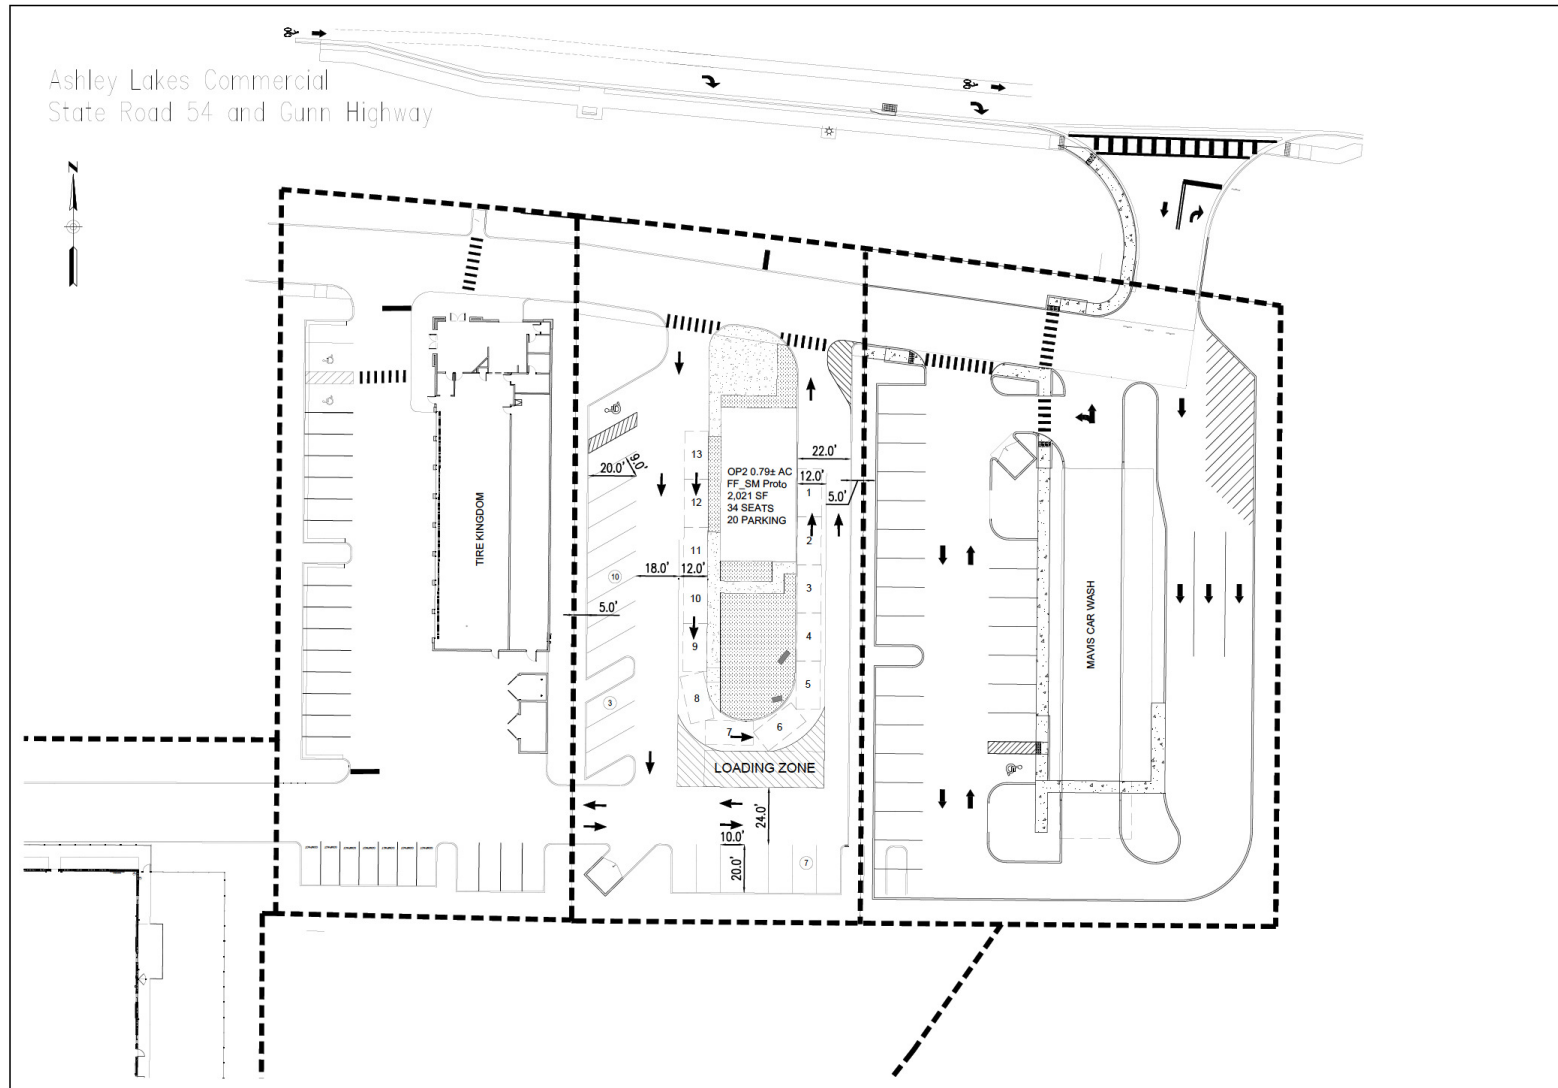 Ashley Lakes Commercial
State Road 54 and Gunn Highway
N
TIRE KINGDOM
OP2 0.79± AC
FF_SM Proto
2,021 SF
34 SEATS
20 PARKING
13
12
11
10
9
8
7
6
5
4
3
2
1
20.0'
9.0'
22.0'
12.0'
5.0'
10
18.0'
12.0'
5.0'
3
LOADING ZONE
24.0'
10.0'
20.0'
7
MAVIS CAR WASH